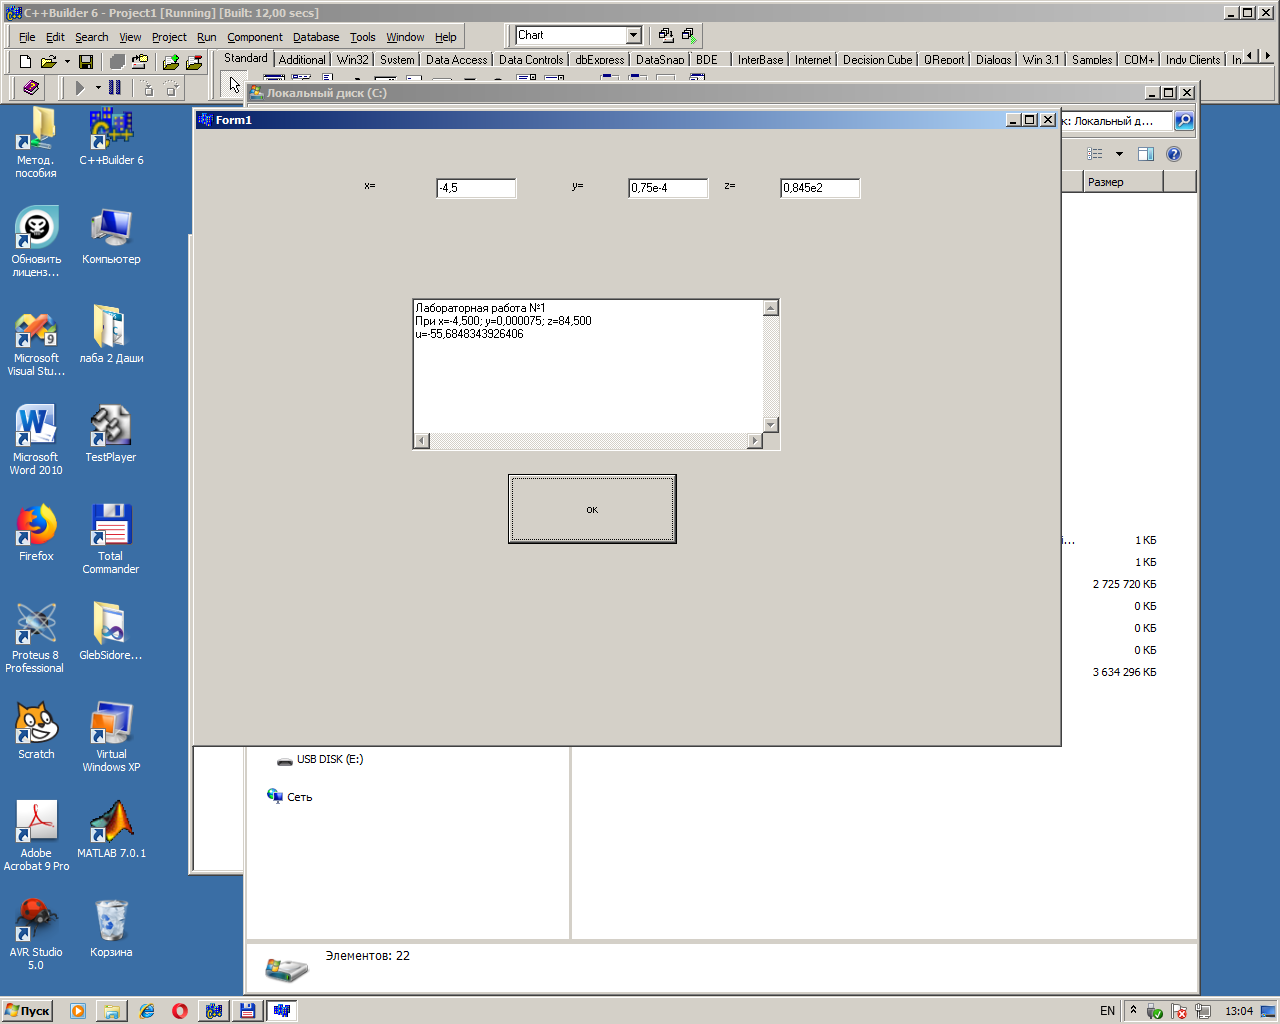 C++Builder 6 - Project1 [Running] [Built: 12,00 secs]
File Edit Search View Project Run Component Database Tools Window Help
Chart
Standard Additional Win32 System Data Access Data Controls dbExpress DataSnap BDE InterBase Internet Decision Cube QReport Dialogs Win 3.1 Samples COM+ Indy Clients In
Локальный диск (C:)
Form1
к: Локальный д...
Размер
x=
-4,5
y=
0,75e-4
z=
0,845e2
Лабораторная работа №1
При x=-4,500; y=0,000075; z=84,500
u=-55,6848343926406
ок
i...
1 КБ
1 КБ
2 725 720 КБ
0 КБ
0 КБ
0 КБ
3 634 296 КБ
Метод. пособия
C++Builder 6
Обновить лиценз...
Компьютер
Microsoft Visual Stu...
9
лаба 2 Даши
Microsoft Word 2010
TestPlayer
Firefox
Total Commander
Proteus 8 Professional
GlebSidore...
Scratch
Virtual Windows XP
Adobe Acrobat 9 Pro
MATLAB 7.0.1
AVR Studio 5.0
Корзина
USB DISK (E:)
Сеть
Элементов: 22
Пуск
EN
13:04